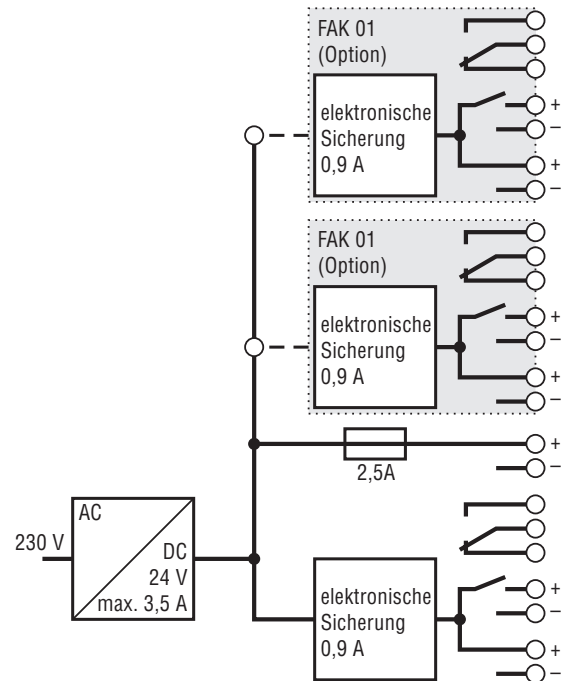 FAK 01
(Option)
elektronische
Sicherung
0,9 A
+
–
+
–
FAK 01
(Option)
elektronische
Sicherung
0,9 A
+
–
+
–
2,5A
+
–
230 V
AC
DC
24 V
max. 3,5 A
elektronische
Sicherung
0,9 A
+
–
+
–